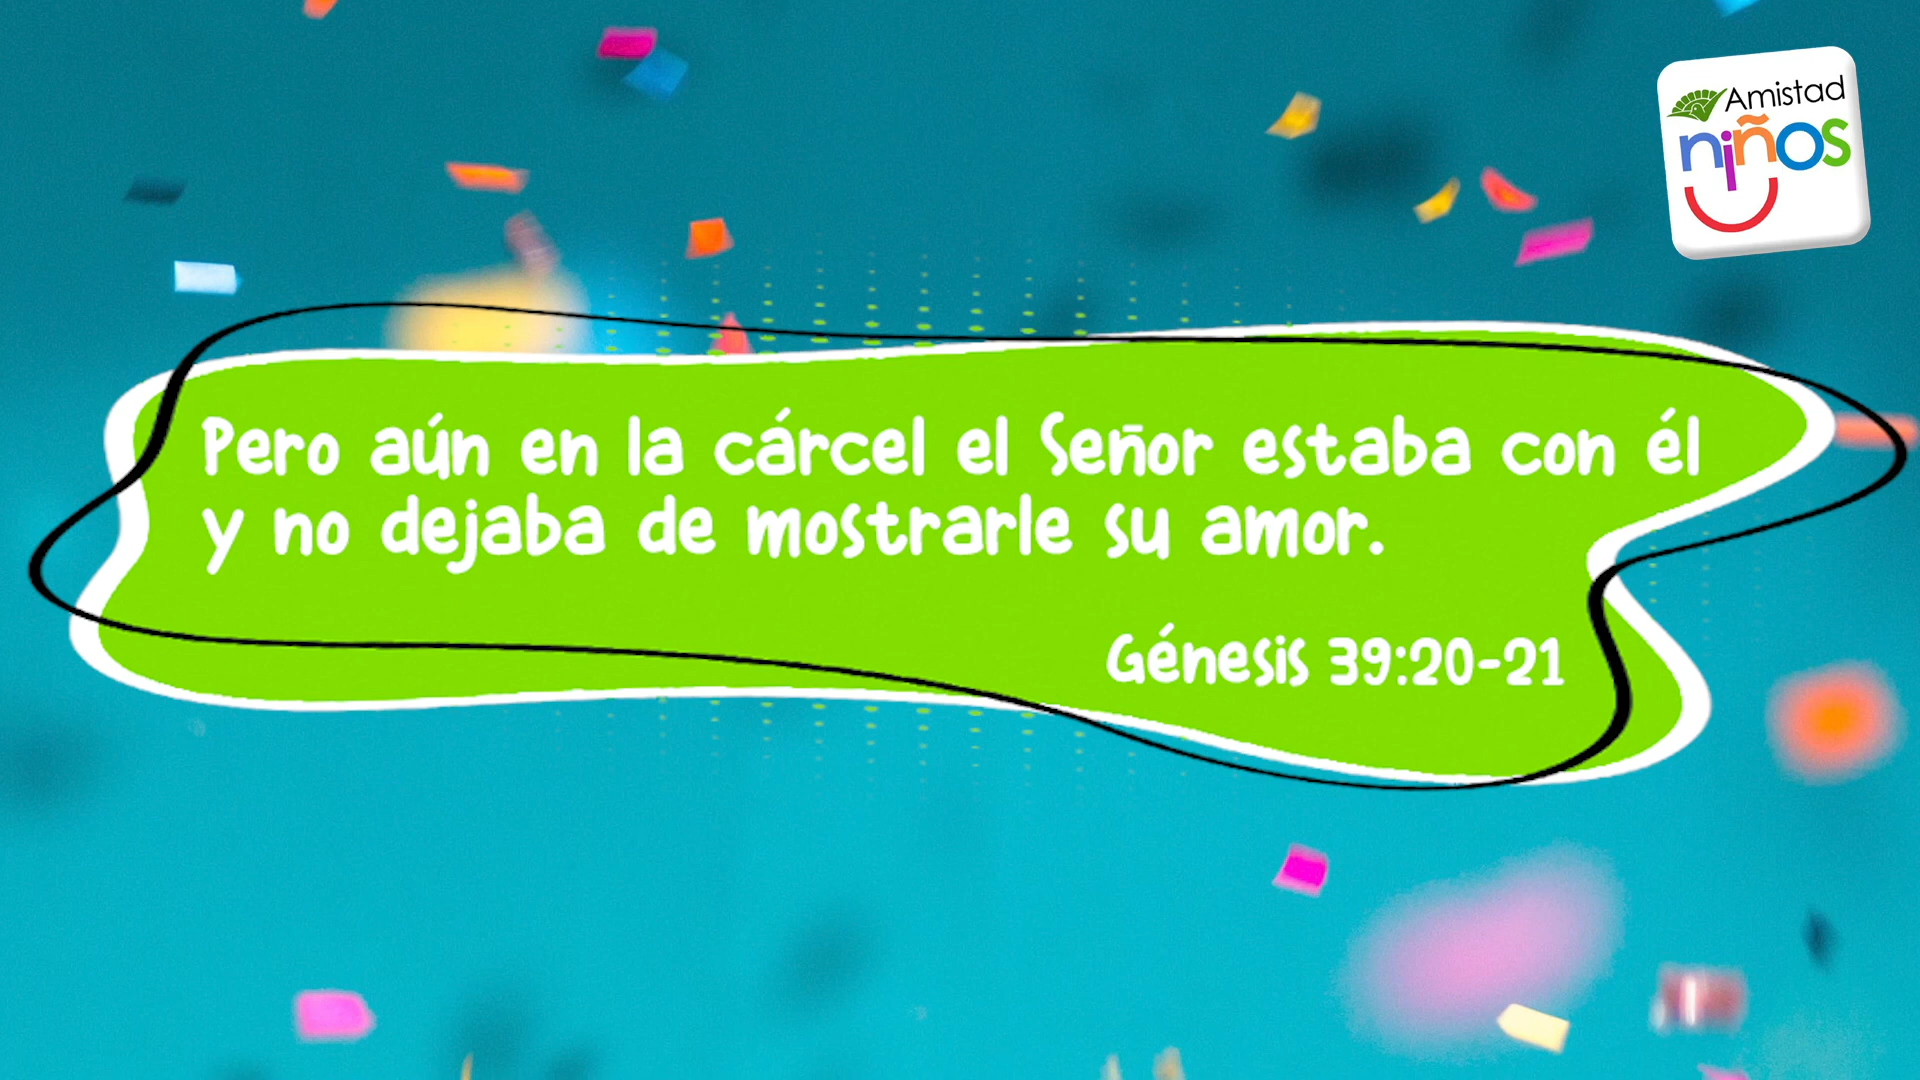 Amistad
niños
Pero aún en la cárcel el Señor estaba con él
y no dejaba de mostrarle su amor.
Génesis 39:20-21